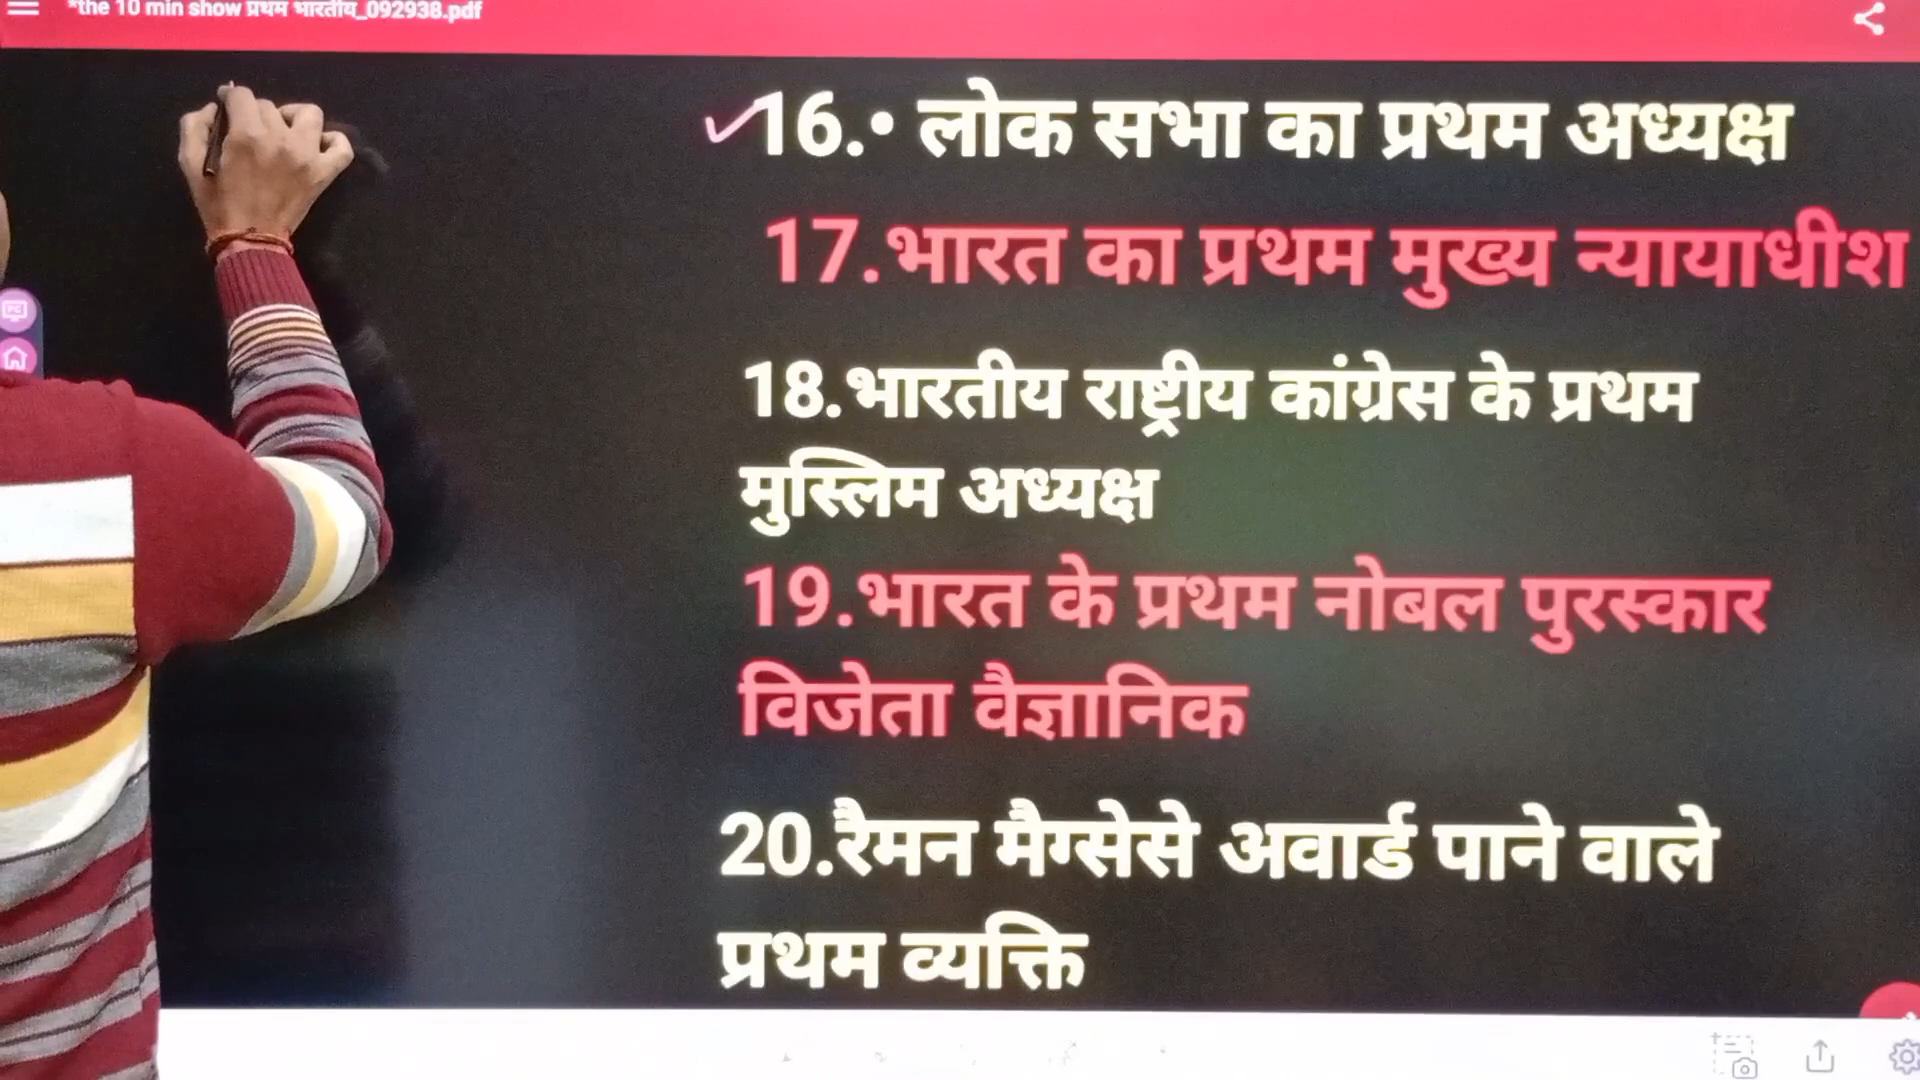 *the 10 min show प्रथम भारतीय_092938.pdf
16.• लोक सभा का प्रथम अध्यक्ष
17.भारत का प्रथम मुख्य न्यायाधीश
18.भारतीय राष्ट्रीय कांग्रेस के प्रथम
मुस्लिम अध्यक्ष
19.भारत के प्रथम नोबल पुरस्कार
विजेता वैज्ञानिक
20.रैमन मैग्सेसे अवार्ड पाने वाले
प्रथम व्यक्ति
PC